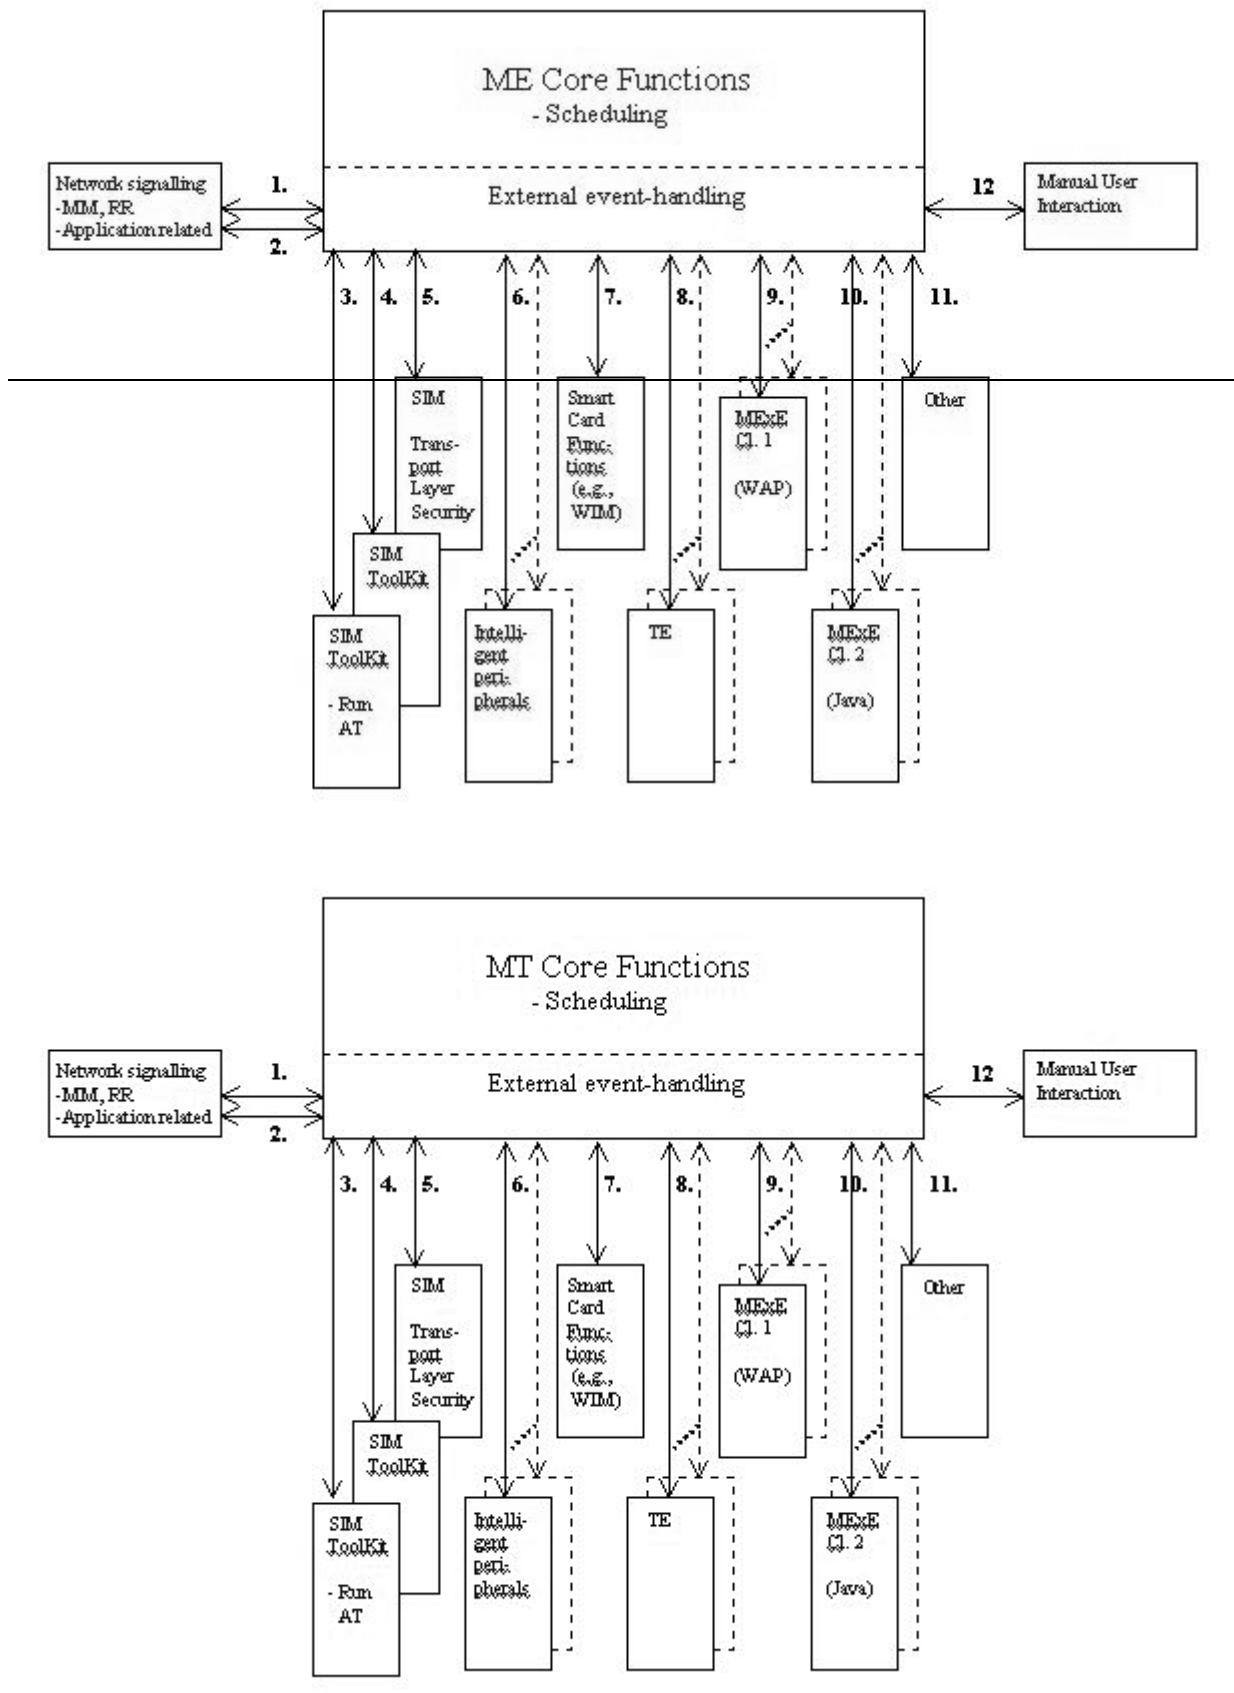 ME Core Functions
- Scheduling
External event-handling
Network signalling
-MM, RR
-Application related
1.
2.
12
Manual User
Interaction
3.
4.
5.
6.
7.
8.
9.
10.
11.
SIM
Trans-
port
Layer
Security
Smart
Card
Func-
tions
(e.g.,
WIM)
MExE
Cl. 1
(WAP)
Other
SIM
ToolKit
SIM
ToolKit
- Run
AT
Intelli-
gent
peri-
pherals
TE
MExE
Cl. 2
(Java)
MT Core Functions
- Scheduling
External event-handling
Network signalling
-MM, RR
-Application related
1.
2.
12
Manual User
Interaction
3.
4.
5.
6.
7.
8.
9.
10.
11.
SIM
Trans-
port
Layer
Security
Smart
Card
Func-
tions
(e.g.,
WIM)
MExE
Cl. 1
(WAP)
Other
SIM
ToolKit
SIM
ToolKit
- Run
AT
Intelli-
gent
peri-
pherals
TE
MExE
Cl. 2
(Java)